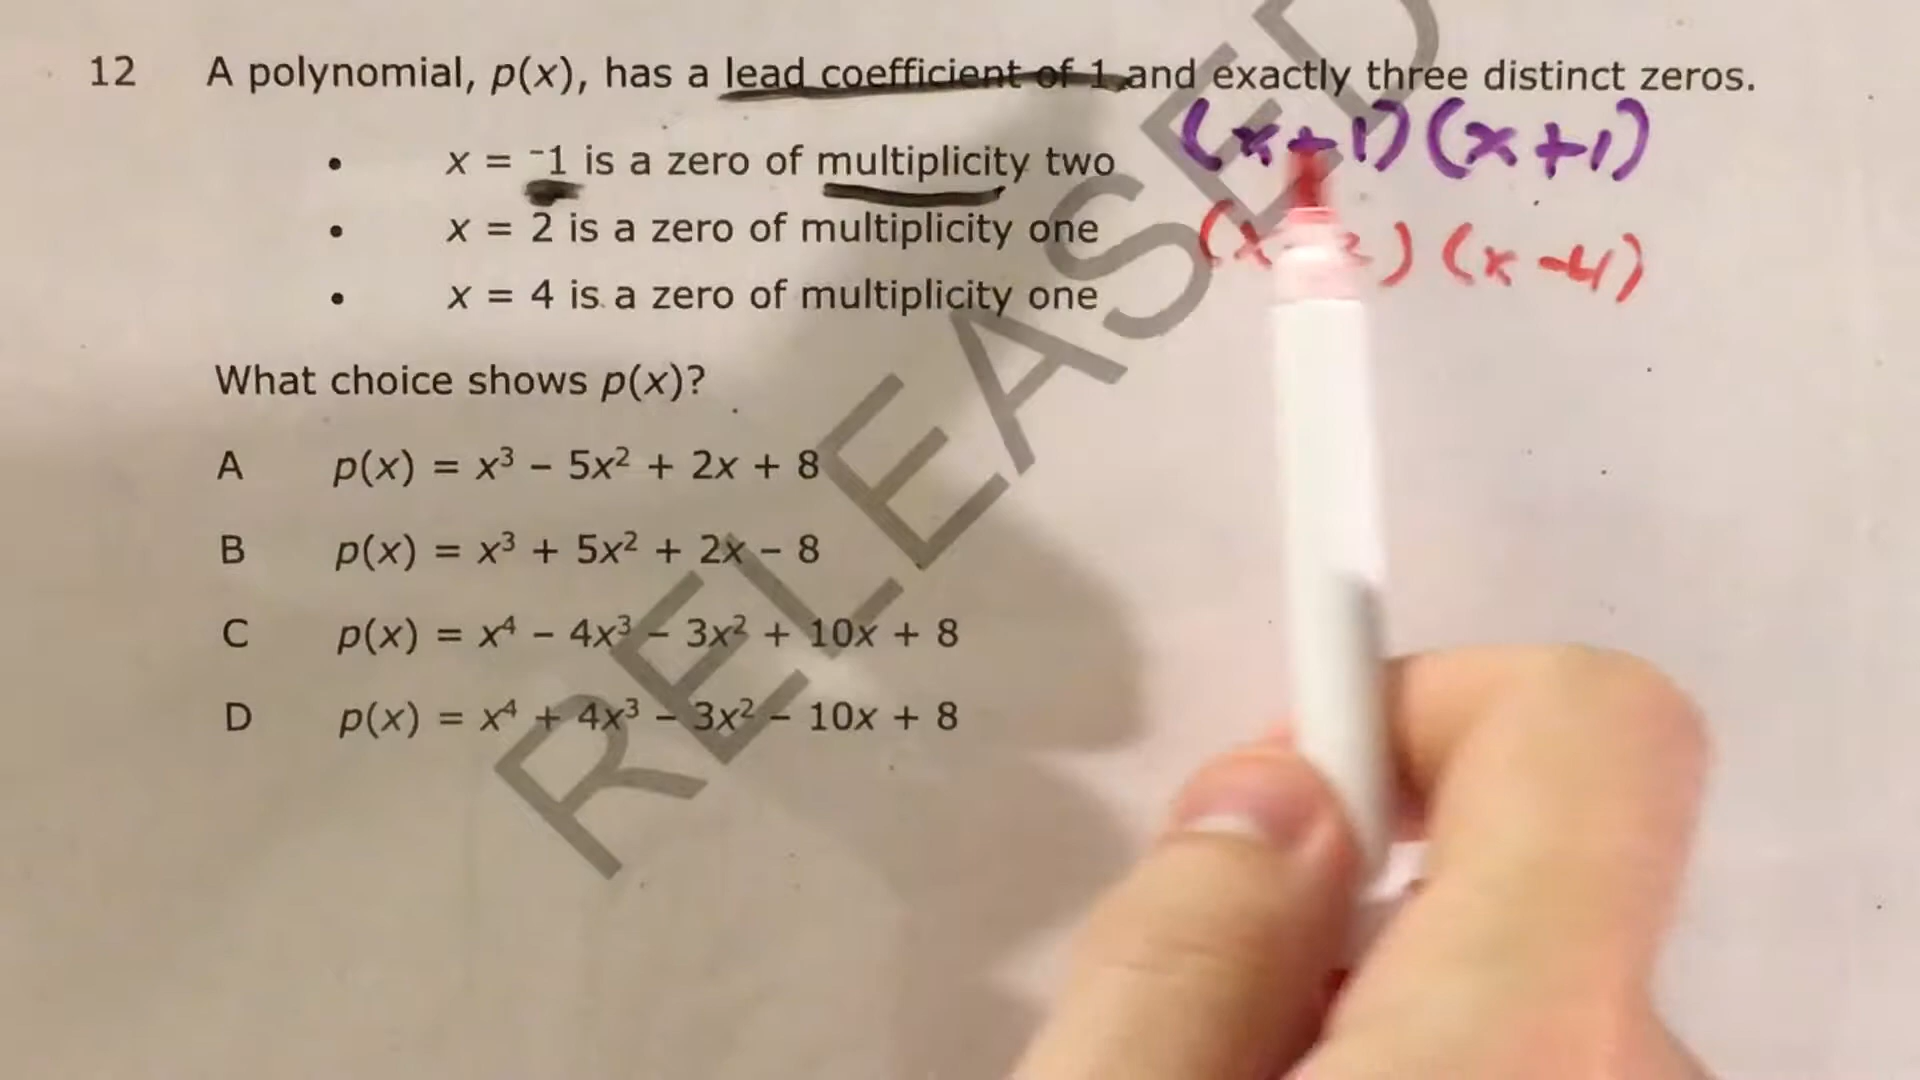 12 A polynomial, p(x), has a lead coefficient of 1 and exactly three distinct zeros.
(x+1)(x+1)
• x = ⁻1 is a zero of multiplicity two
• x = 2 is a zero of multiplicity one
(x 2)(x-4)
• x = 4 is a zero of multiplicity one
What choice shows p(x)?
A p(x) = x³ – 5x² + 2x + 8
B p(x) = x³ + 5x² + 2x – 8
C p(x) = x⁴ – 4x³ – 3x² + 10x + 8
D p(x) = x⁴ + 4x³ – 3x² – 10x + 8
RELEASED